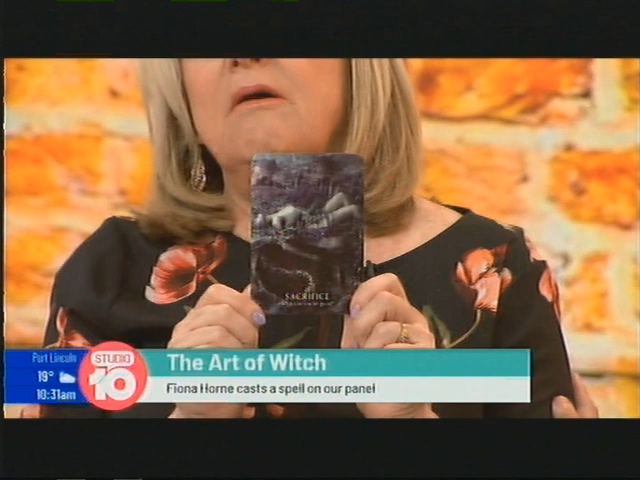 SACRIFICE
Port Lincoln
19°
10:31am
STUDIO
10
The Art of Witch
Fiona Horne casts a spell on our panel